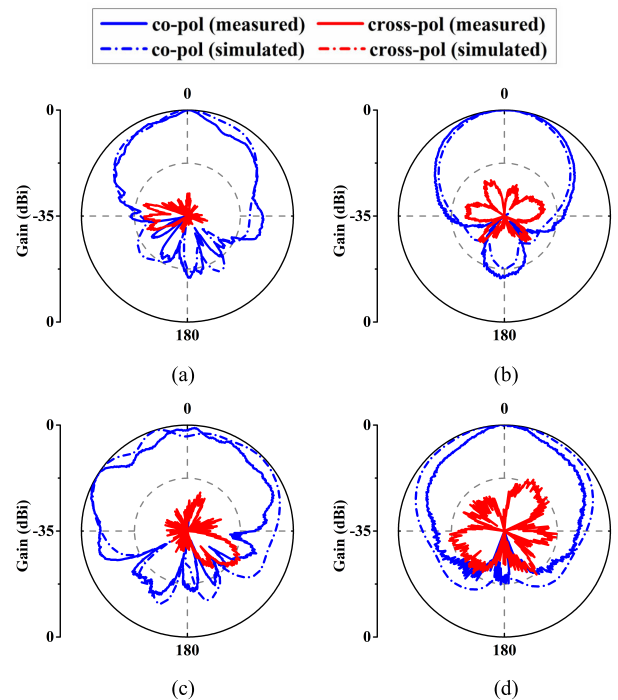 co-pol (measured) cross-pol (measured)
co-pol (simulated) cross-pol (simulated)
0 0
0 0
Gain (dBi) -35 Gain (dBi) -35
0 0
180 180
(a) (b)
0 0
0 0
Gain (dBi) -35 Gain (dBi) -35
0 0
180 180
(c) (d)